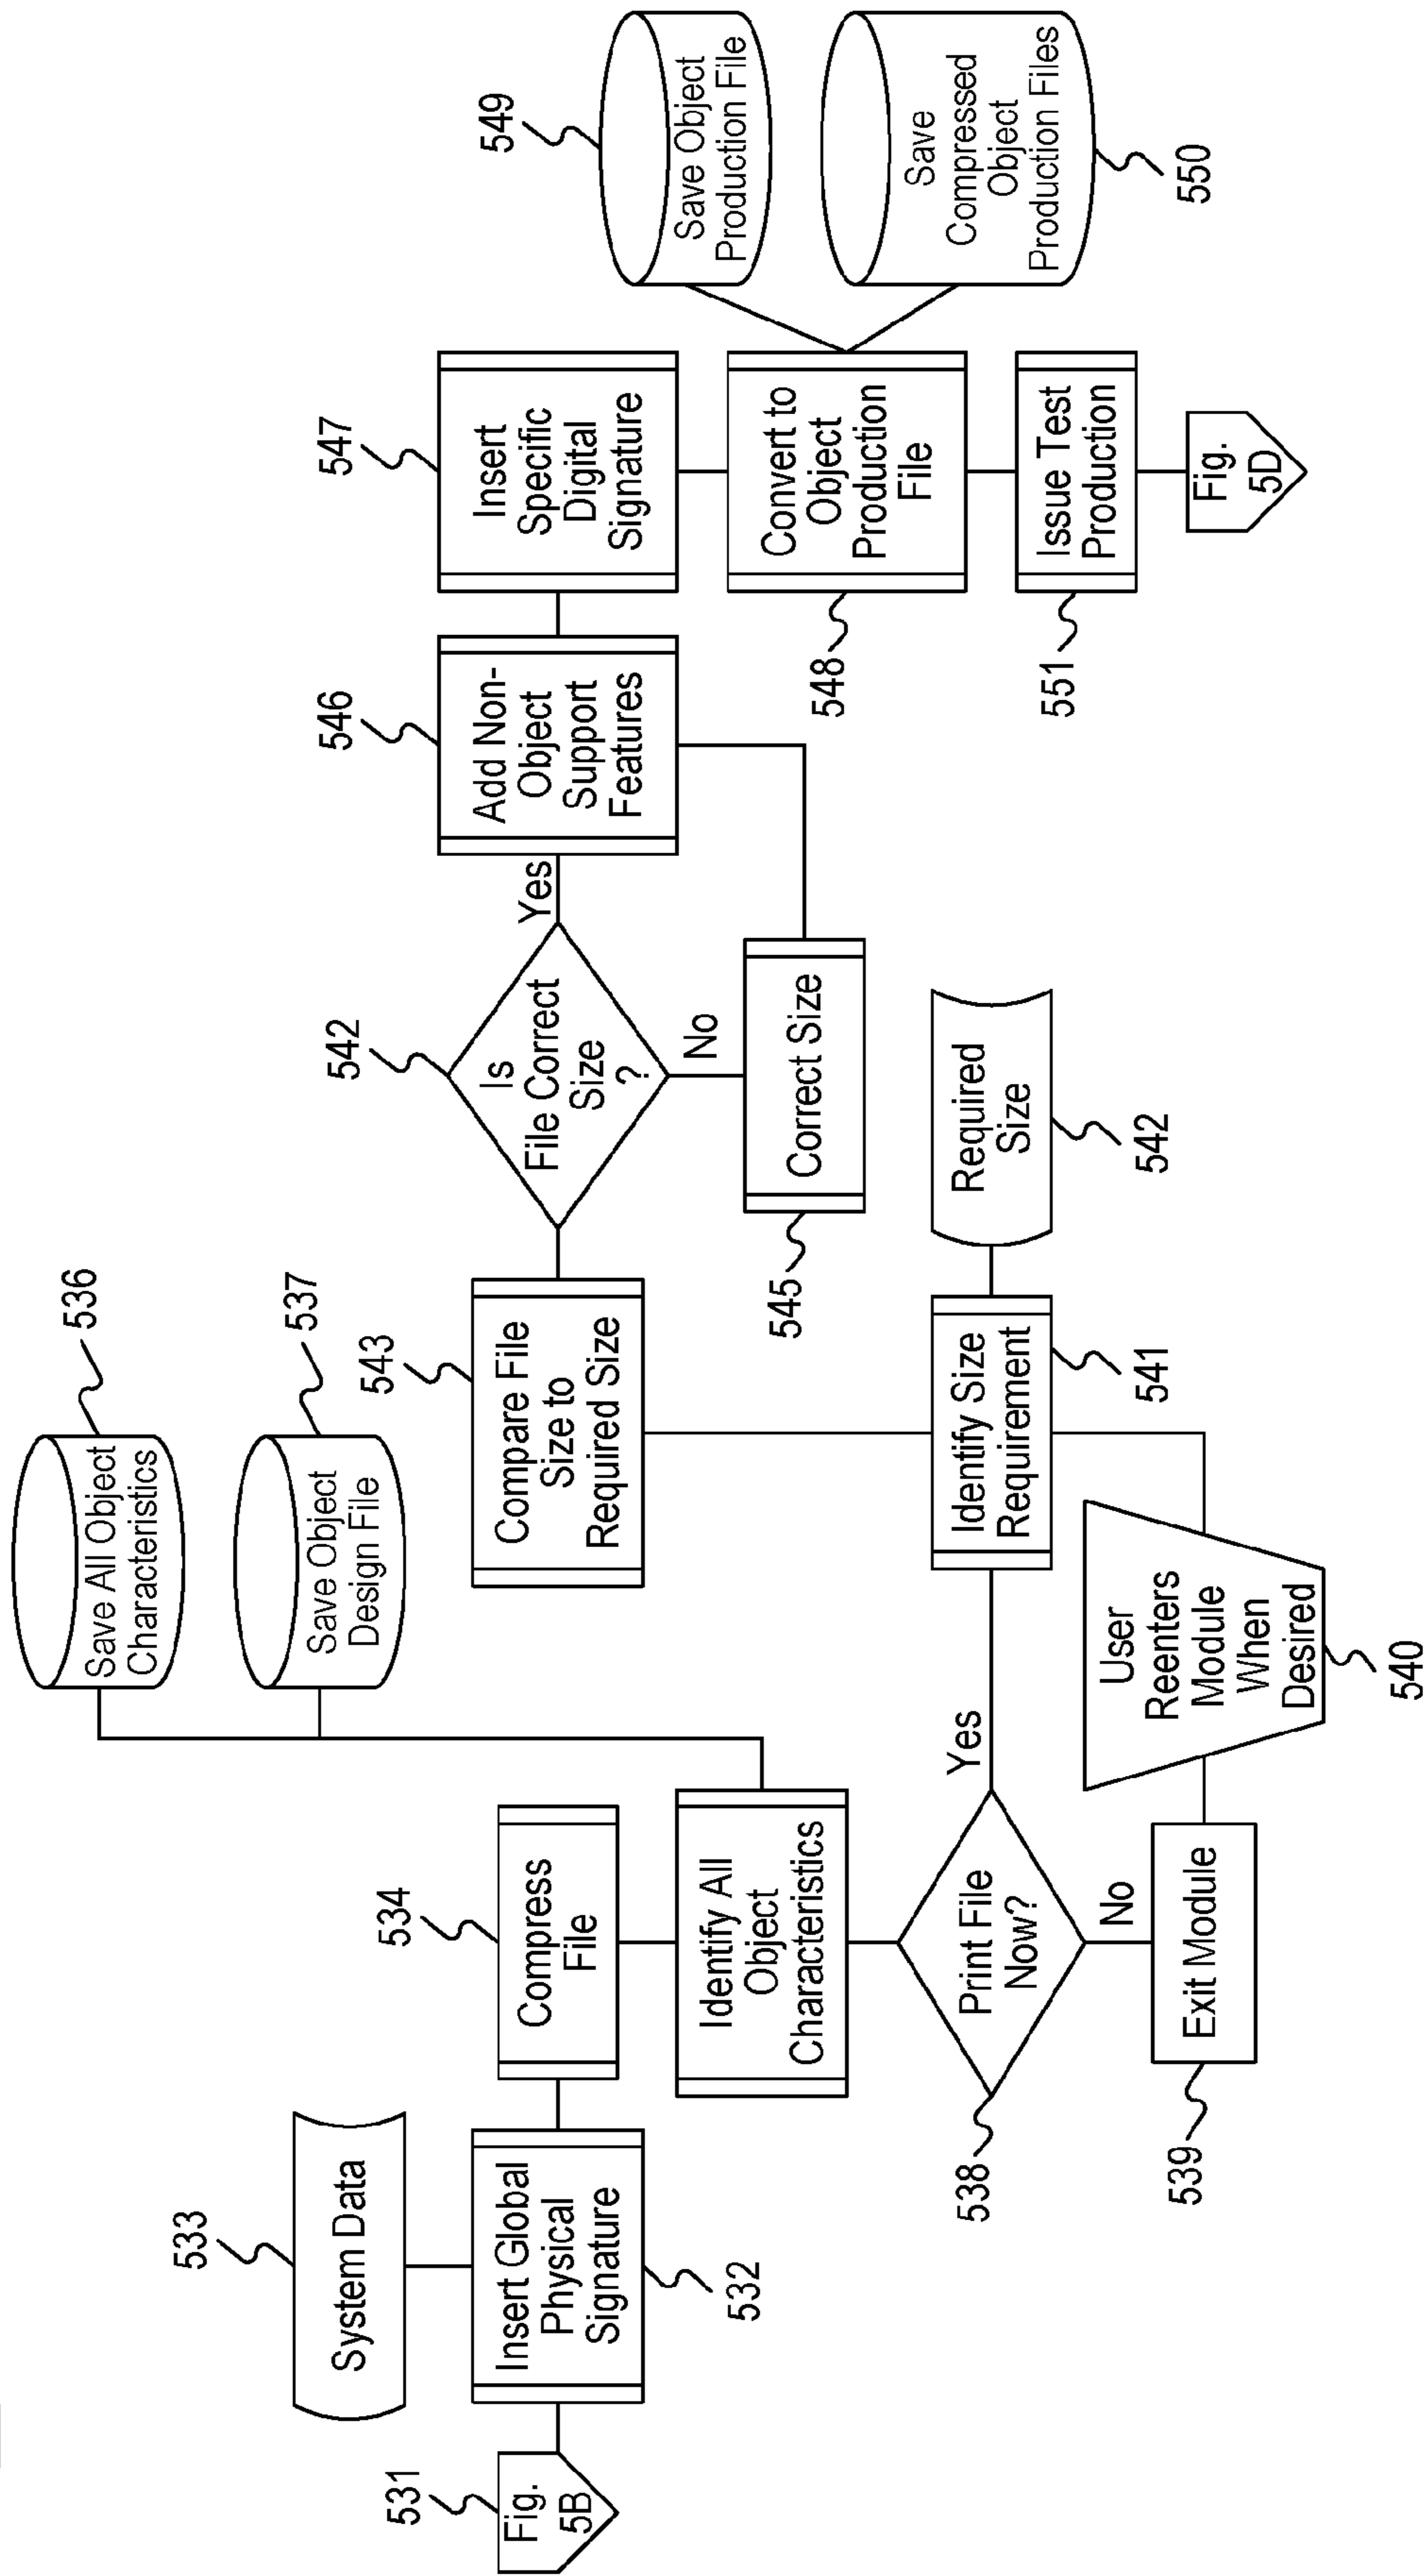 531
Fig.
5B
533
System Data
Insert Global
Physical
Signature
532
534
Compress
File
Identify All
Object
Characteristics
536
Save All Object
Characteristics
537
Save Object
Design File
538
Print File
Now?
Yes
No
539
Exit Module
User
Reenters
Module
When
Desired
540
Identify Size
Requirement
541
Required
Size
542
543
Compare File
Size to
Required Size
542
Is
File Correct
Size
?
Yes
No
545
Correct Size
546
Add Non-
Object
Support
Features
547
Insert
Specific
Digital
Signature
548
Convert to
Object
Production
File
549
Save Object
Production File
Save
Compressed
Object
Production Files
550
551
Issue Test
Production
Fig.
5D